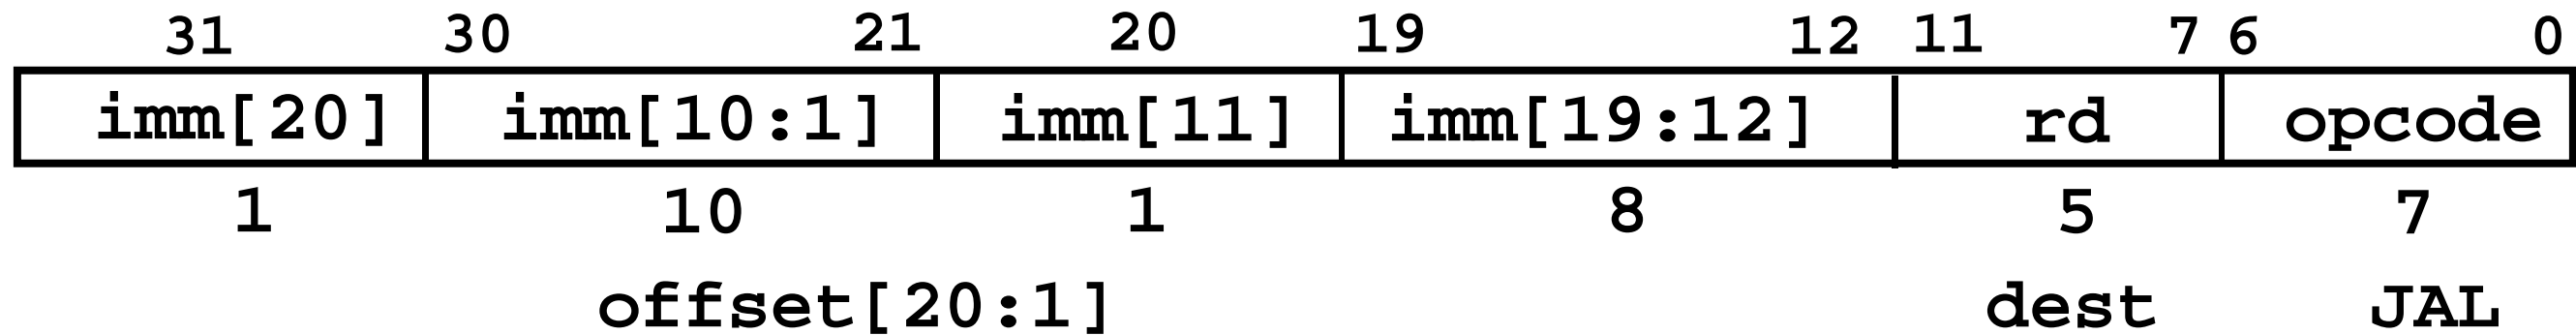 31 30 21 20 19 12 11 7 6 0
imm[20] imm[10:1] imm[11] imm[19:12] rd opcode
1 10 1 8 5 7
offset[20:1] dest JAL